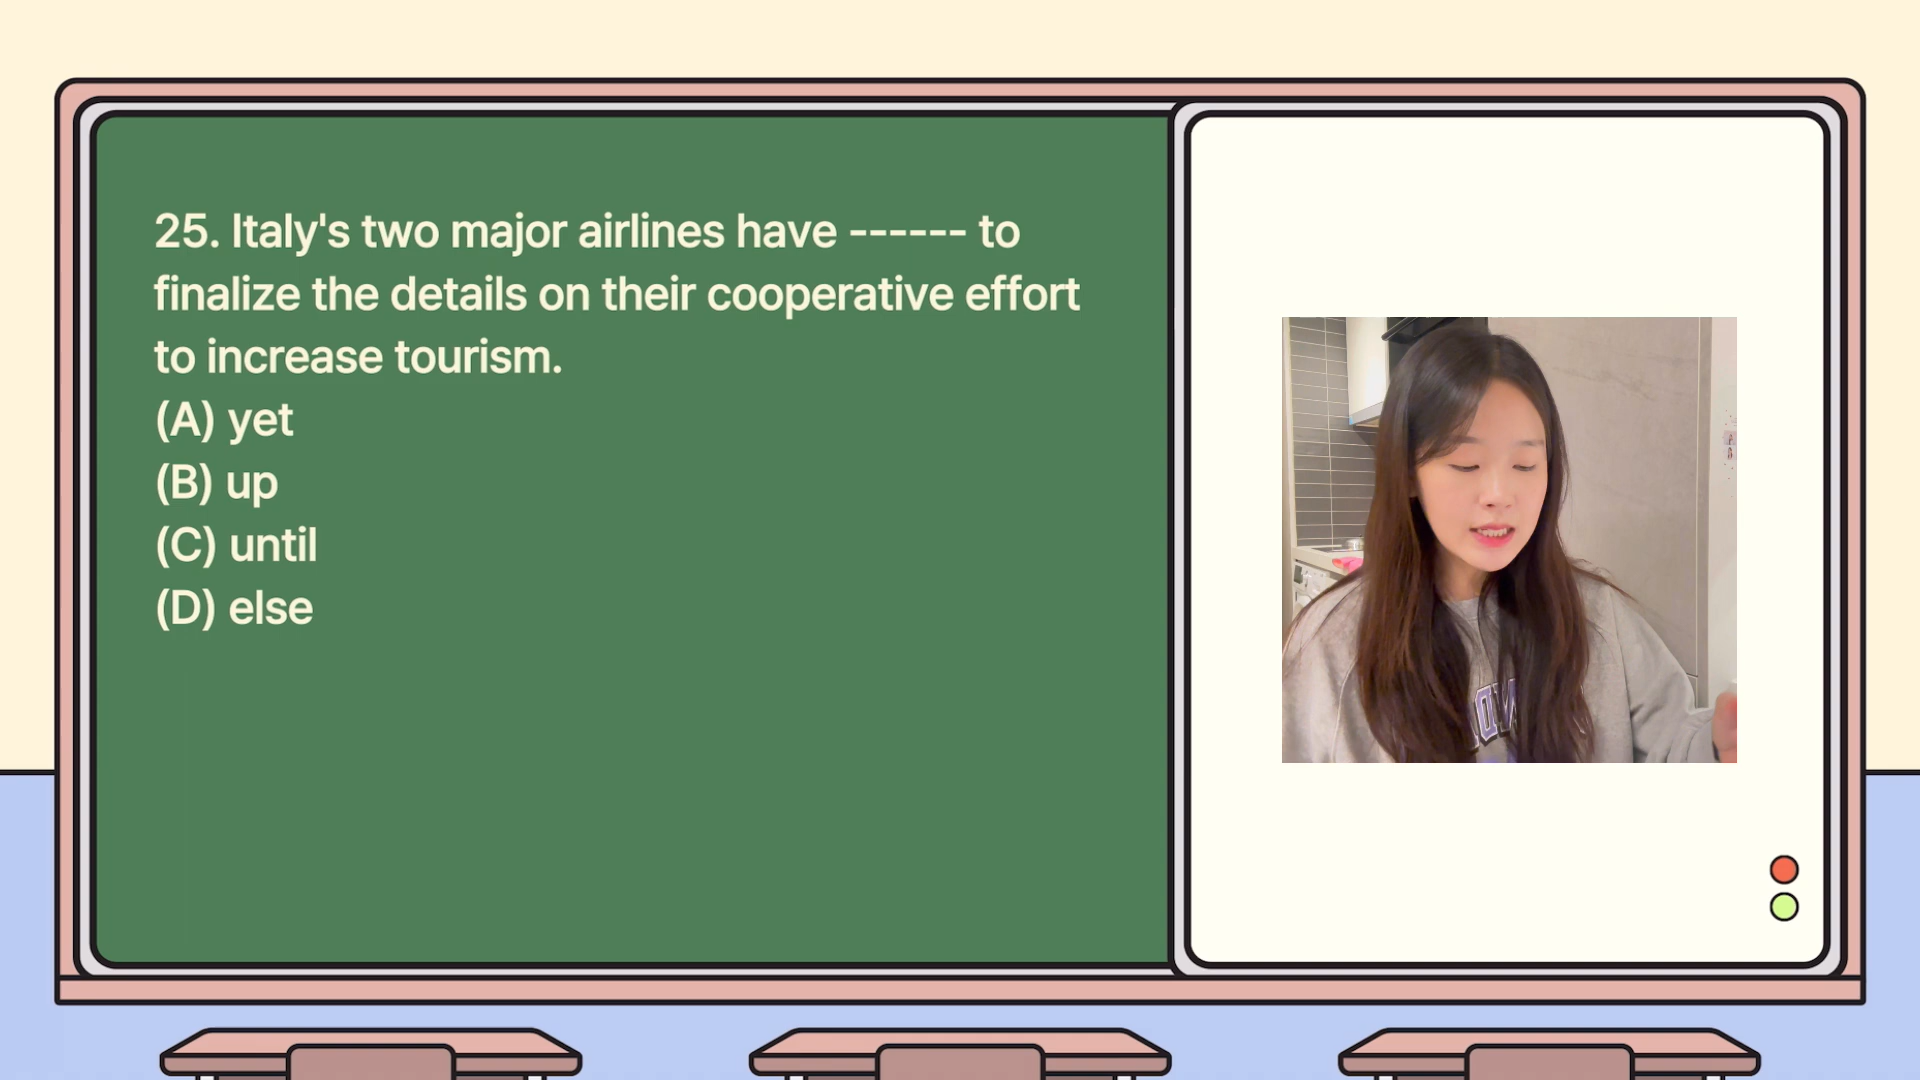 25. Italy's two major airlines have ------ to
finalize the details on their cooperative effort
to increase tourism.
(A) yet
(B) up
(C) until
(D) else